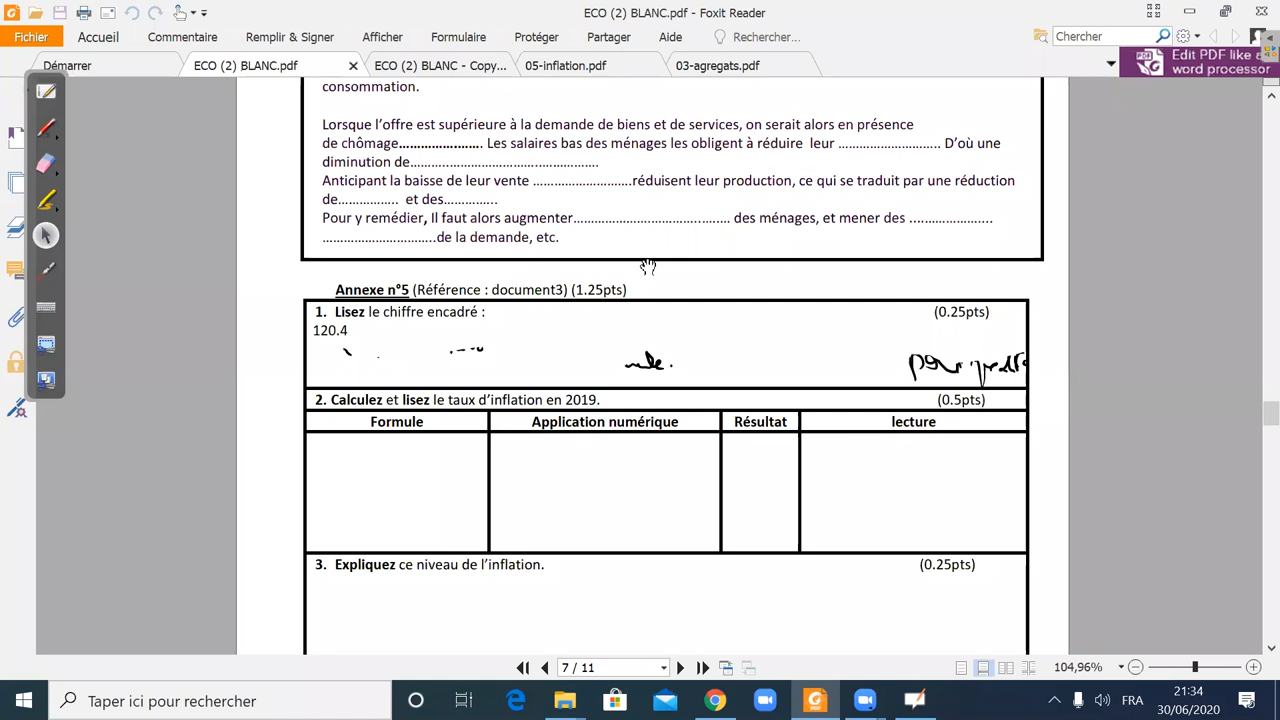 ECO (2) BLANC.pdf - Foxit Reader
Fichier Accueil Commentaire Remplir & Signer Afficher Formulaire Protéger Partager Aide Rechercher... Chercher
Démarrer ECO (2) BLANC.pdf ECO (2) BLANC - Copy... 05-inflation.pdf 03-agregats.pdf
Edit PDF like a
word processor
consommation.
Lorsque l’offre est supérieure à la demande de biens et de services, on serait alors en présence
de chômage………………… Les salaires bas des ménages les obligent à réduire leur …………………….. D’où une
diminution de……………………………………….
Anticipant la baisse de leur vente …………………….réduisent leur production, ce qui se traduit par une réduction
de…………….. et des…………..
Pour y remédier, Il faut alors augmenter………………………………… des ménages, et mener des …………………
………………………..de la demande, etc.
Annexe n°5 (Référence : document3) (1.25pts)
1. Lisez le chiffre encadré : (0.25pts)
120.4
2. Calculez et lisez le taux d’inflation en 2019. (0.5pts)
Formule Application numérique Résultat lecture
3. Expliquez ce niveau de l’inflation. (0.25pts)
7 / 11 104,96%
Taper ici pour rechercher
FRA
21:34
30/06/2020